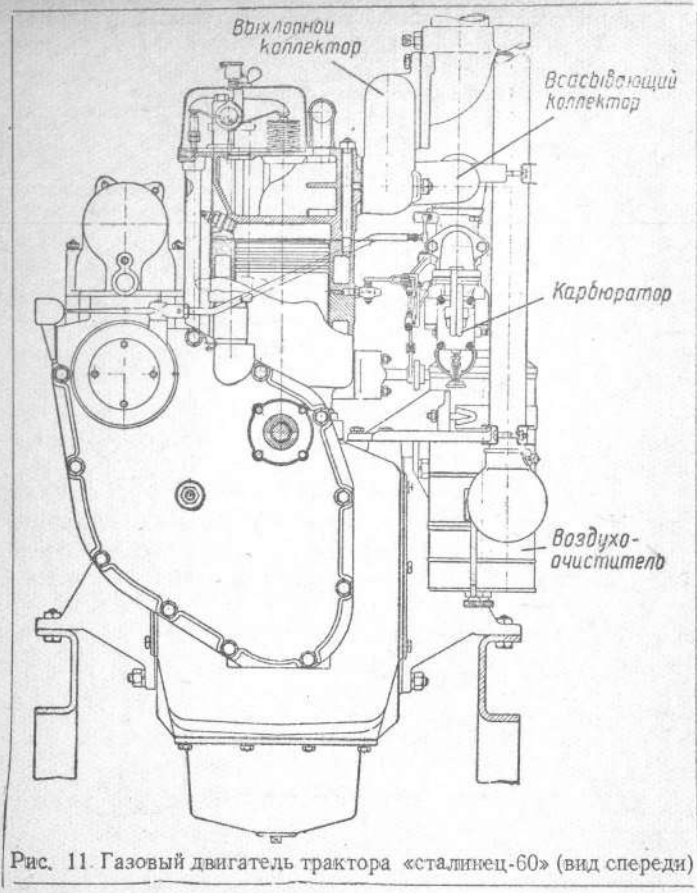 Выхлопной
коллектор
Всасывающий
коллектор
Карбюратор
Воздухо-
очиститель
Рис. 11. Газовый двигатель трактора «сталинец-60» (вид спереди)